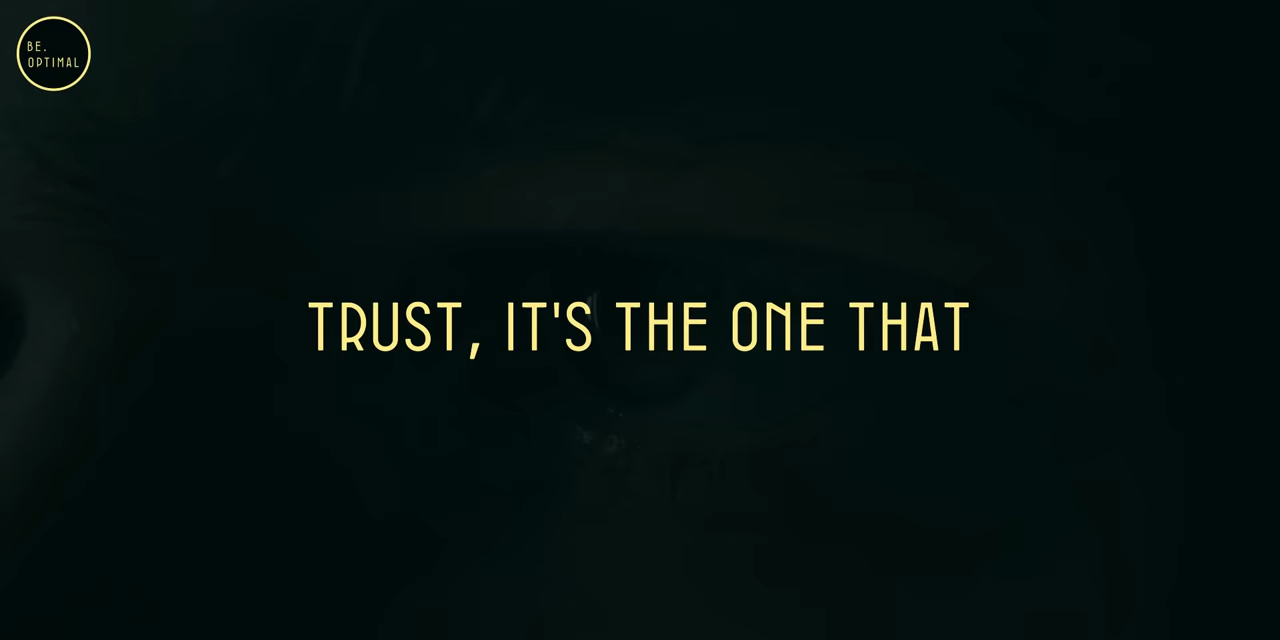 BE.
OPTIMAL
TRUST, IT'S THE ONE THAT